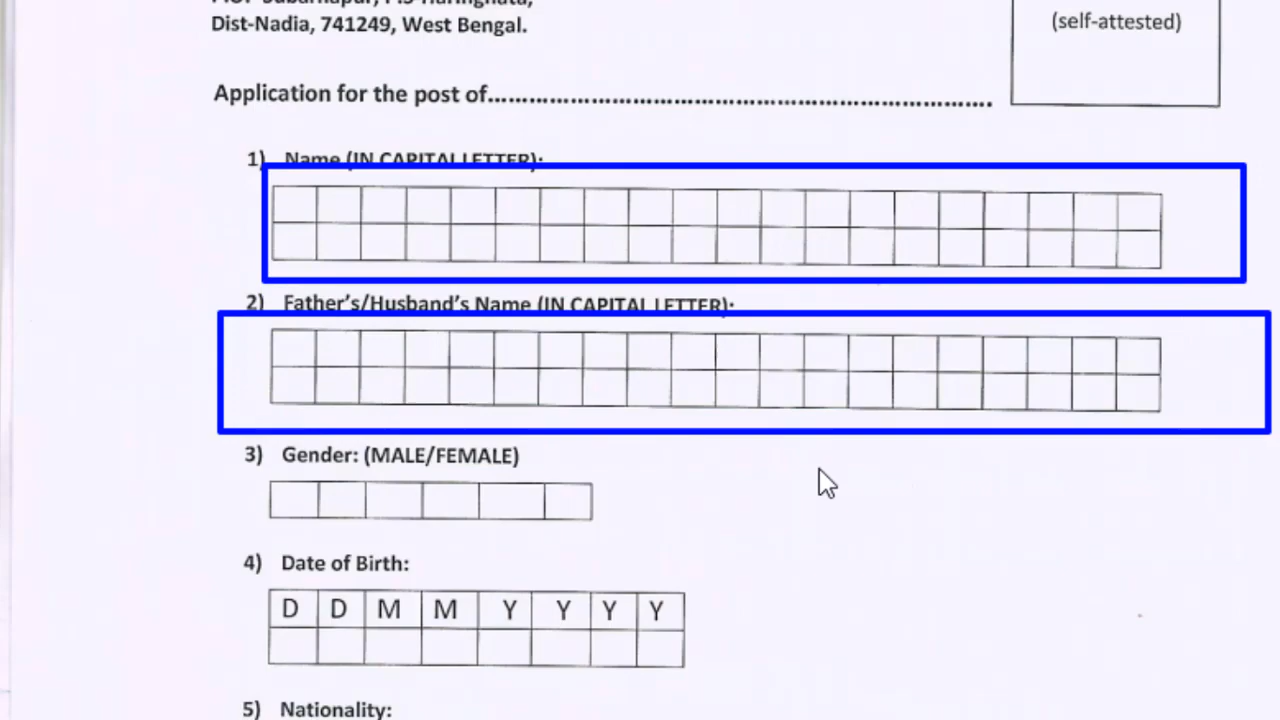 Dist-Nadia, 741249, West Bengal.
(self-attested)
Application for the post of……………………………………………………………….
1) Name (IN CAPITAL LETTER):
2) Father's/Husband's Name (IN CAPITAL LETTER):
3) Gender: (MALE/FEMALE)
4) Date of Birth:
D D M M Y Y Y Y
5) Nationality: